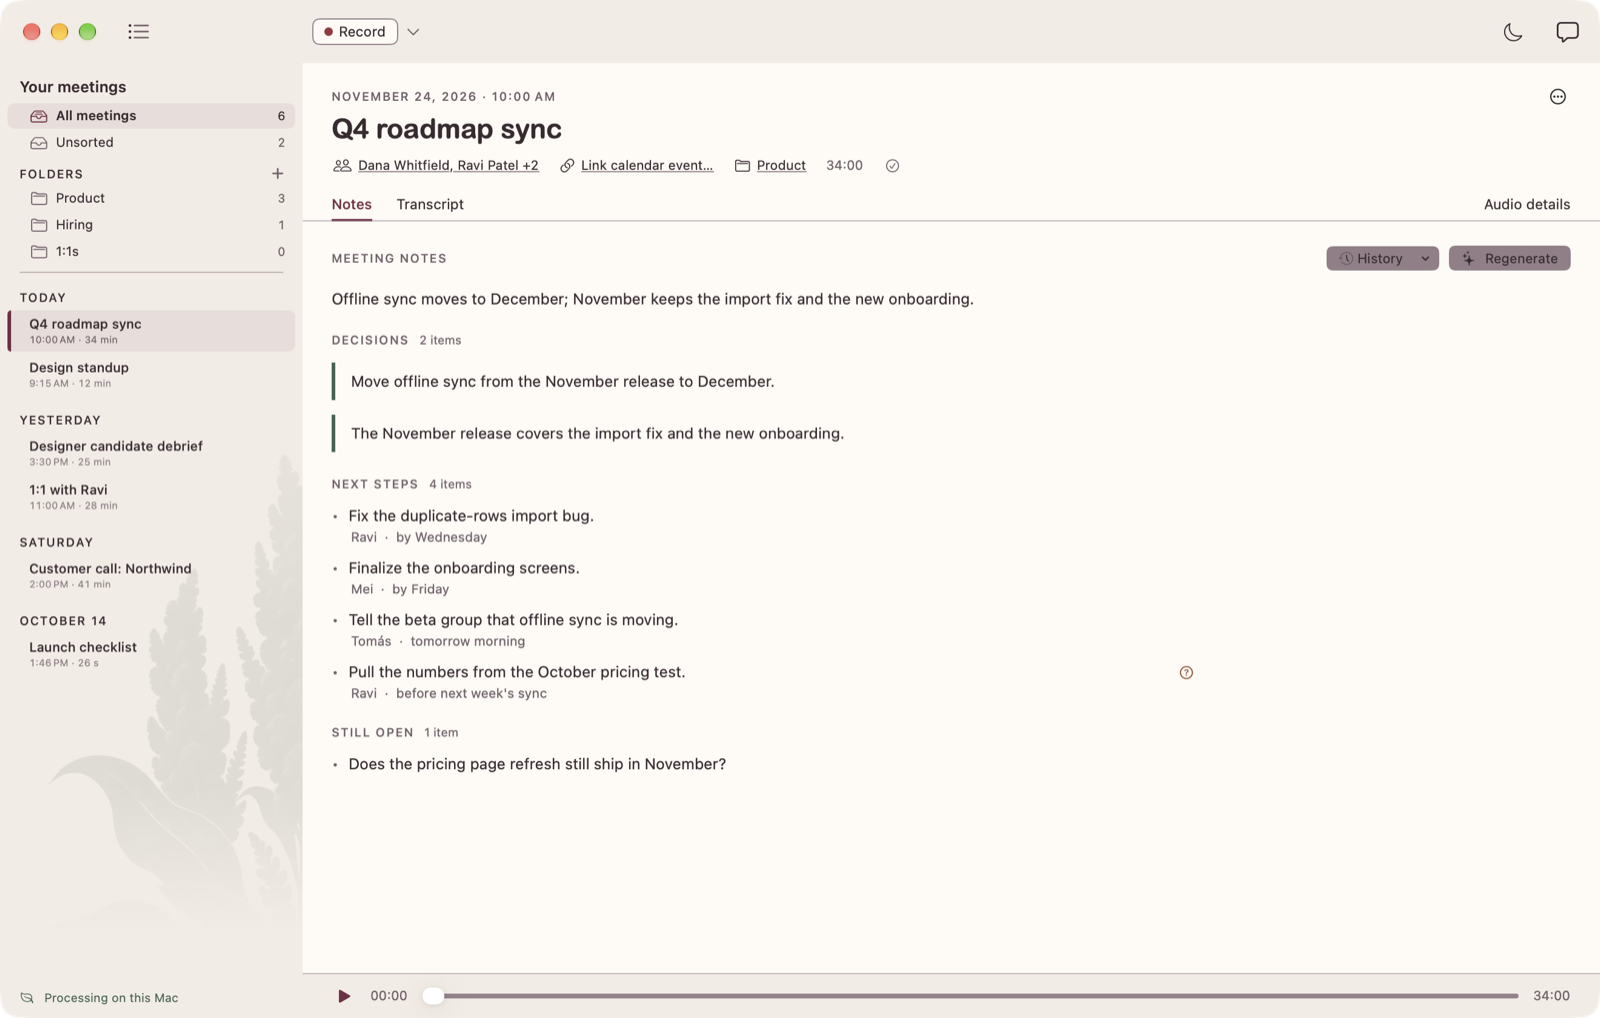 Record
Your meetings
All meetings 6
Unsorted 2
FOLDERS
Product 3
Hiring 1
1:1s 0
TODAY
Q4 roadmap sync
10:00 AM · 34 min
Design standup
9:15 AM · 12 min
YESTERDAY
Designer candidate debrief
3:30 PM · 25 min
1:1 with Ravi
11:00 AM · 28 min
SATURDAY
Customer call: Northwind
2:00 PM · 41 min
OCTOBER 14
Launch checklist
1:46 PM · 26 s
Processing on this Mac
NOVEMBER 24, 2026 · 10:00 AM
Q4 roadmap sync
Dana Whitfield, Ravi Patel +2 Link calendar event... Product 34:00
Notes Transcript Audio details
MEETING NOTES History Regenerate
Offline sync moves to December; November keeps the import fix and the new onboarding.
DECISIONS 2 items
Move offline sync from the November release to December.
The November release covers the import fix and the new onboarding.
NEXT STEPS 4 items
• Fix the duplicate-rows import bug.
Ravi · by Wednesday
• Finalize the onboarding screens.
Mei · by Friday
• Tell the beta group that offline sync is moving.
Tomás · tomorrow morning
• Pull the numbers from the October pricing test. ?
Ravi · before next week's sync
STILL OPEN 1 item
• Does the pricing page refresh still ship in November?
00:00 34:00